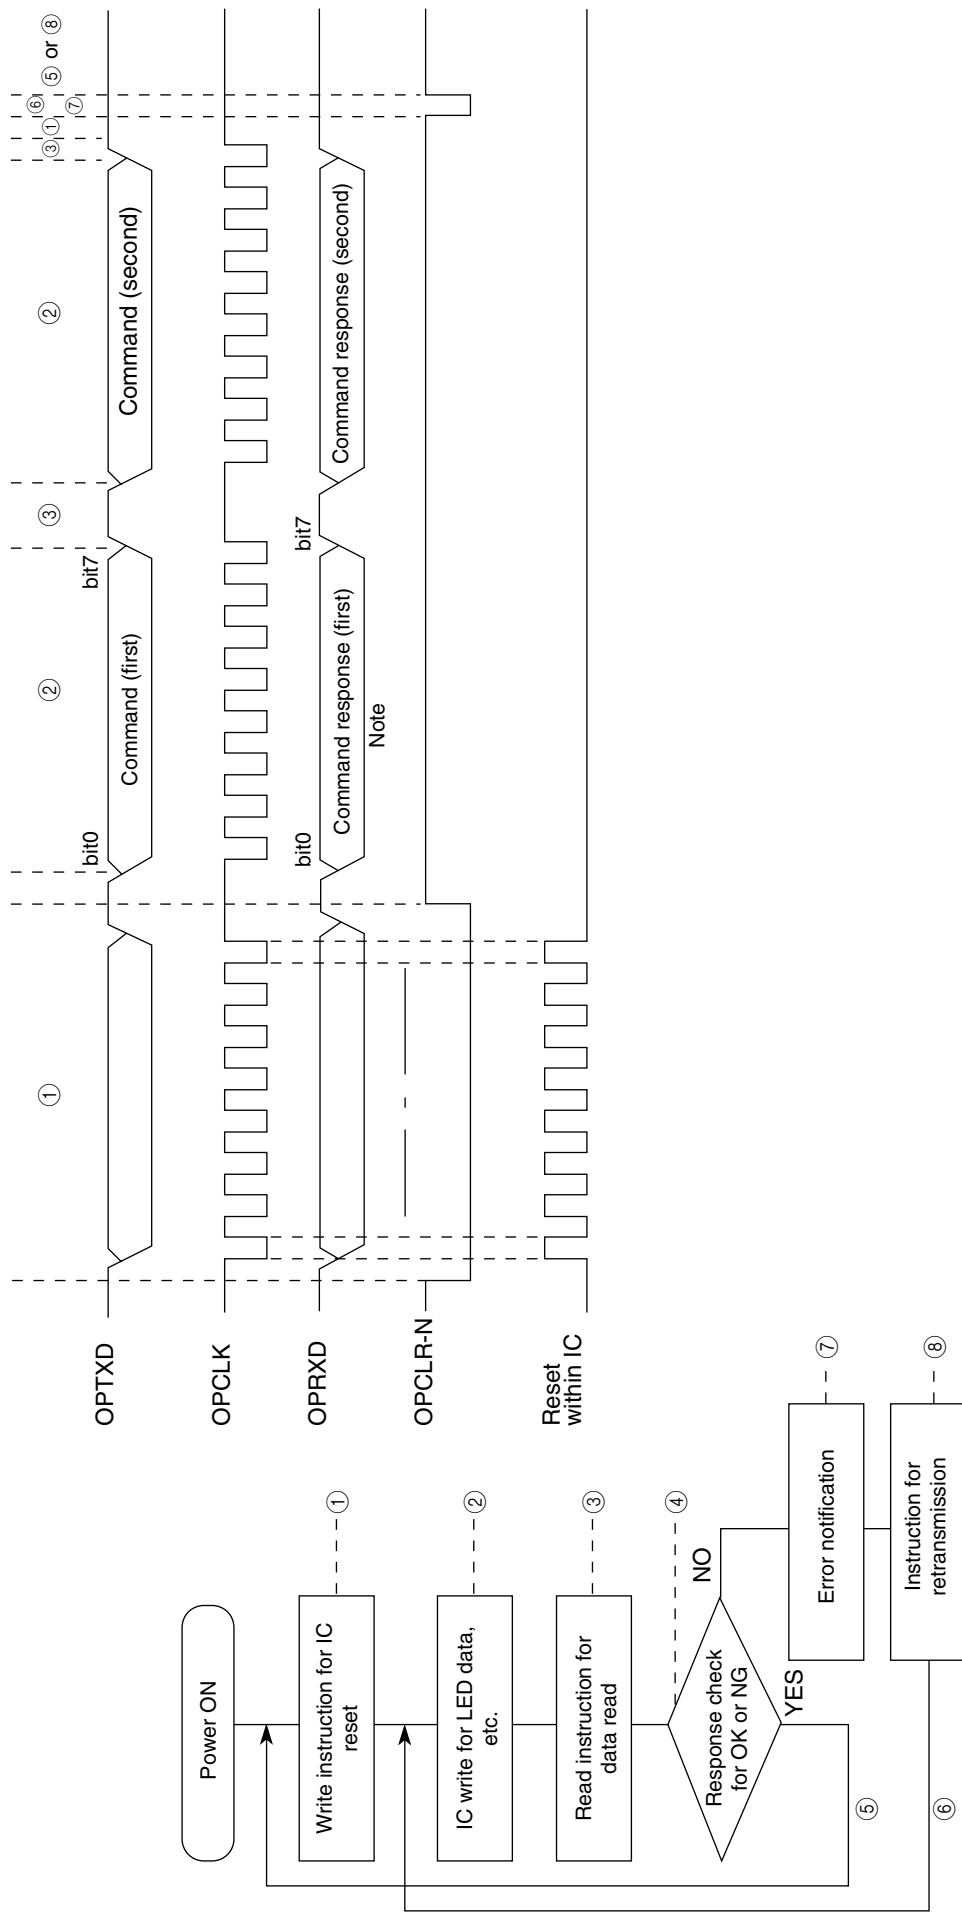 Power ON
Write instruction for IC
reset
①
IC write for LED data,
etc.
②
Read instruction for
data read
③
Response check
for OK or NG
④
NO
YES
⑤
⑥
Error notification
⑦
Instruction for
retransmission
⑧
① ② ③ ② ③ ① ⑥ ⑤ or ⑧
⑦
OPTXD
bit0
Command (first)
bit7
Command (second)
OPCLK
OPRXD
bit0
Command response (first)
bit7
Command response (second)
Note
OPCLR-N
Reset
within IC